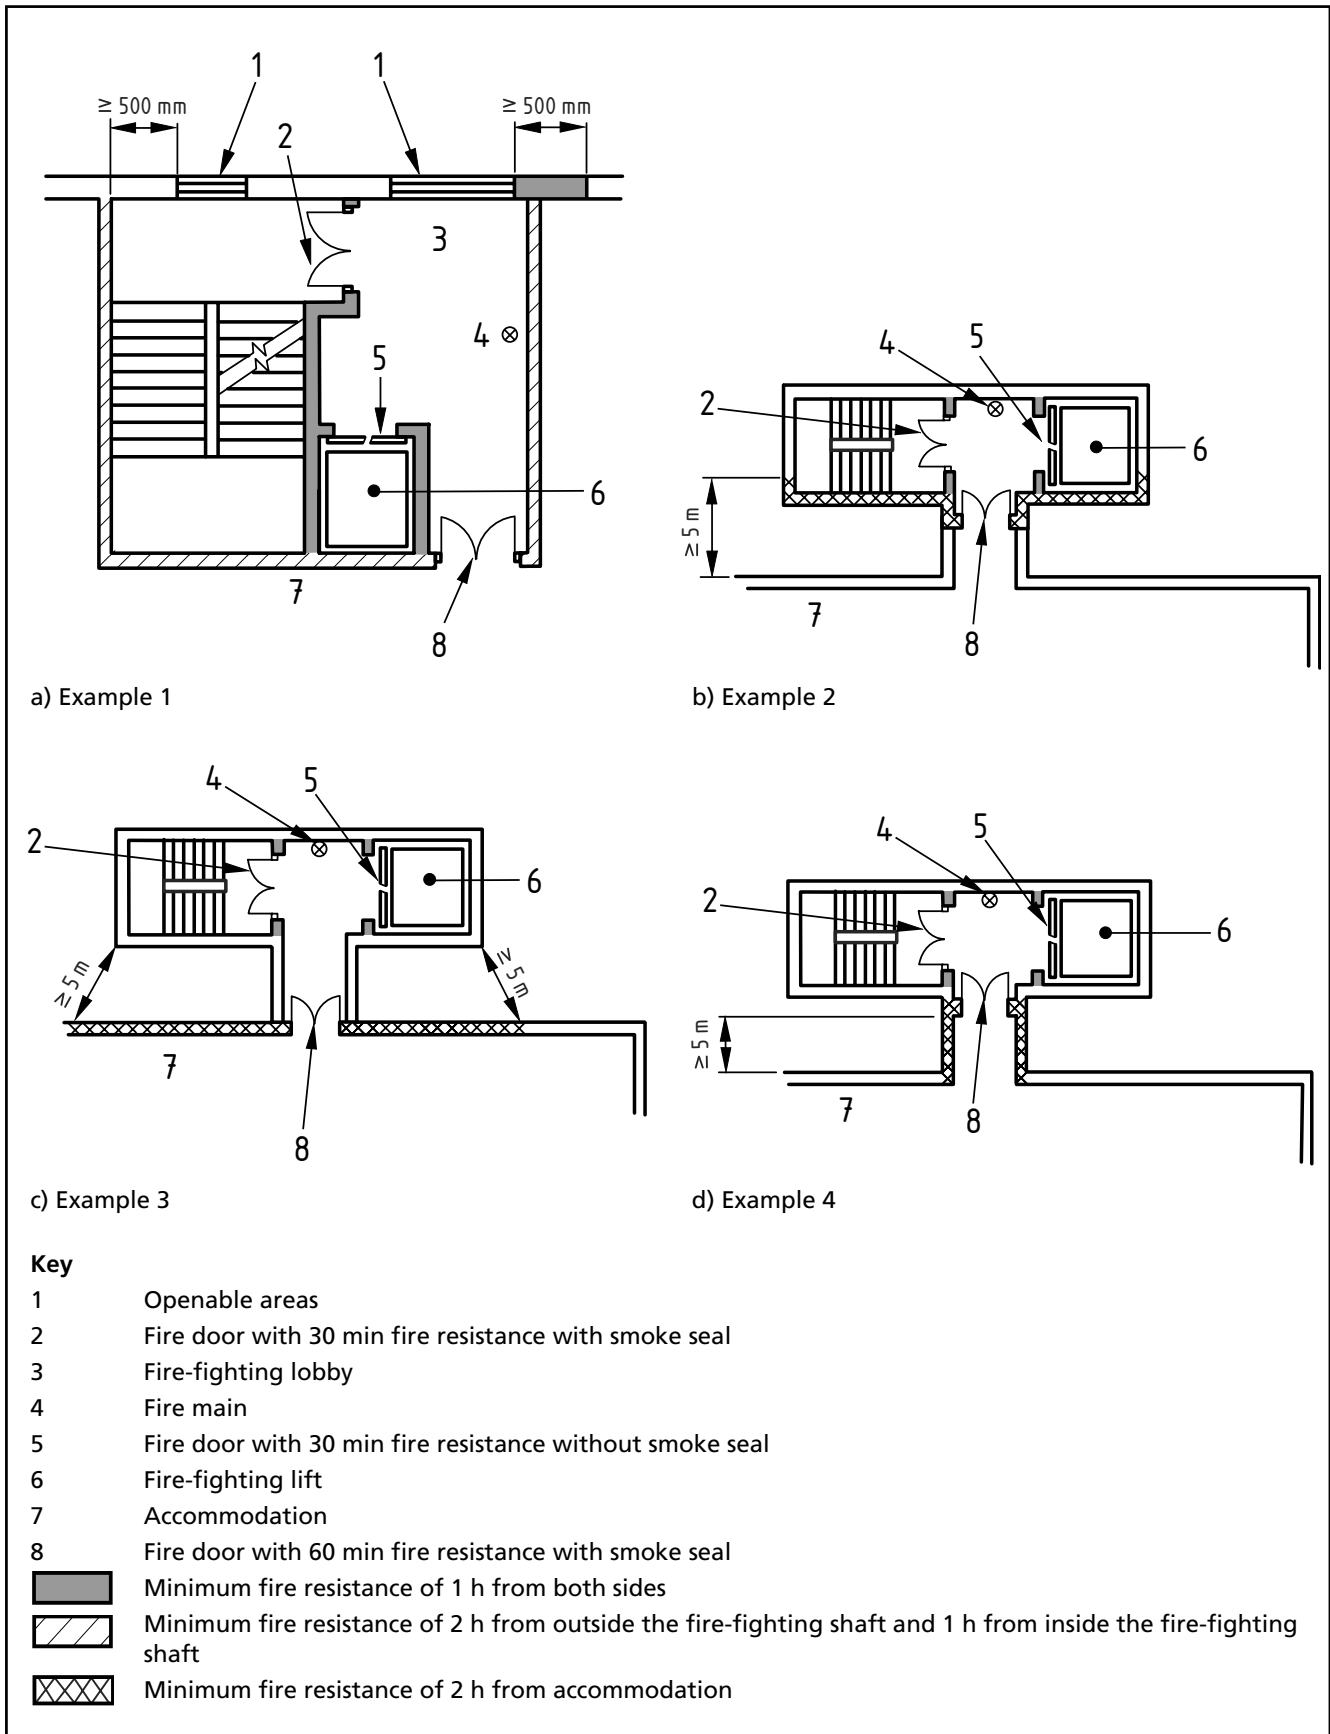 1 1
≥ 500 mm ≥ 500 mm
2
3
4
5
6
7
8
a) Example 1
4
5
2
6
≥ 5 m
7
8
b) Example 2
4
5
2
6
≥ 5 m
≥ 5 m
7
8
c) Example 3
4
5
2
6
≥ 5 m
7
8
d) Example 4
Key
1 Openable areas
2 Fire door with 30 min fire resistance with smoke seal
3 Fire-fighting lobby
4 Fire main
5 Fire door with 30 min fire resistance without smoke seal
6 Fire-fighting lift
7 Accommodation
8 Fire door with 60 min fire resistance with smoke seal
Minimum fire resistance of 1 h from both sides
Minimum fire resistance of 2 h from outside the fire-fighting shaft and 1 h from inside the fire-fighting
shaft
Minimum fire resistance of 2 h from accommodation